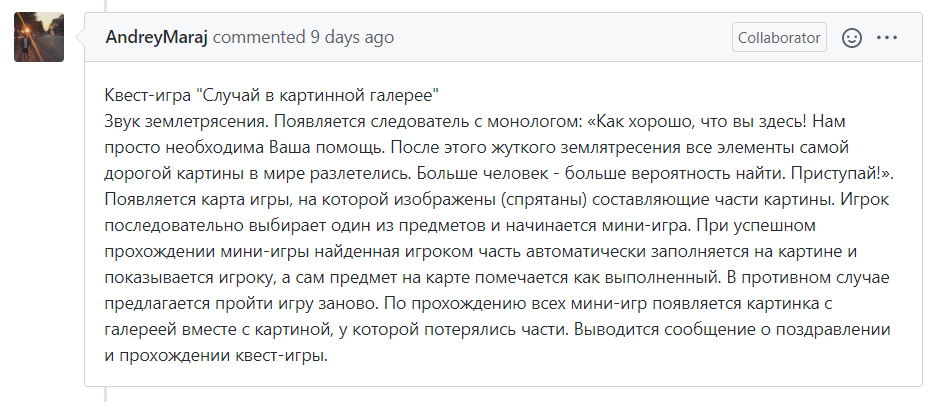 AndreyMaraj commented 9 days ago Collaborator
Квест-игра "Случай в картинной галерее"
Звук землетрясения. Появляется следователь с монологом: «Как хорошо, что вы здесь! Нам
просто необходима Ваша помощь. После этого жуткого землятресения все элементы самой
дорогой картины в мире разлетелись. Больше человек - больше вероятность найти. Приступай!».
Появляется карта игры, на которой изображены (спрятаны) составляющие части картины. Игрок
последовательно выбирает один из предметов и начинается мини-игра. При успешном
прохождении мини-игры найденная игроком часть автоматически заполняется на картине и
показывается игроку, а сам предмет на карте помечается как выполненный. В противном случае
предлагается пройти игру заново. По прохождению всех мини-игр появляется картинка с
галереей вместе с картиной, у которой потерялись части. Выводится сообщение о поздравлении
и прохождении квест-игры.